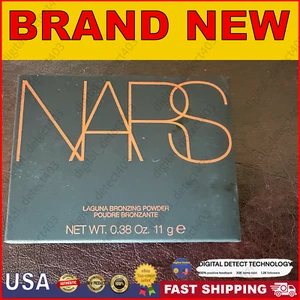 BRAND NEW
NARS
LAGUNA BRONZING POWDER
POUDRE BRONZANTE
NET WT. 0.38 Oz. 11 g e
DIGITAL DETECT TECHNOLOGY
USA
FAST SHIPPING